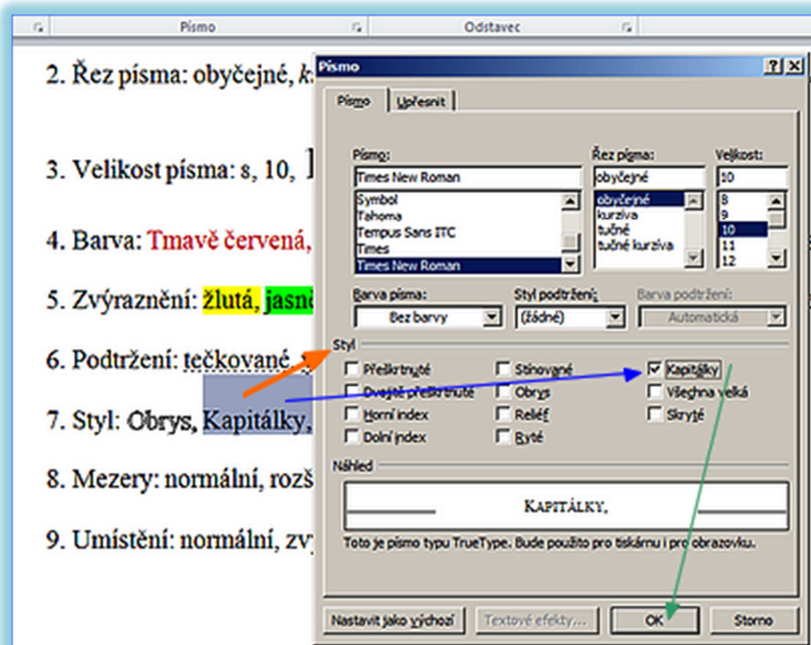 Písmo Odstavec
2. Řez písma: obyčejné,
3. Velikost písma: 8, 10,
4. Barva: Tmavě červená,
5. Zvýraznění: žlutá,
6. Podtržení: tečkované,
7. Styl: Obrys, Kapitálky,
8. Mezery: normální,
9. Umístění: normální,
Písmo
Písmo Upřesnit
Písmo: Řez písma: Velikost:
Times New Roman obyčejné 10
Symbol obyčejné 8
Tahoma kurzíva 9
Tempus Sans ITC tučné 10
Times tučné kurzíva 11
Times New Roman 12
Barva písma: Styl podtržení: Barva podtržení:
Bez barvy (žádné) Automatická
Styl
Přeškrtnuté Stínované Kapitálky
Dvojitě přeškrtnuté Obrys Všechna velká
Horní index Reliéf Skryté
Dolní index Ryté
Náhled
KAPITÁLKY,
Toto je písmo typu TrueType. Bude použito pro tiskárnu i pro obrazovku.
Nastavit jako výchozí Textové efekty... OK Storno